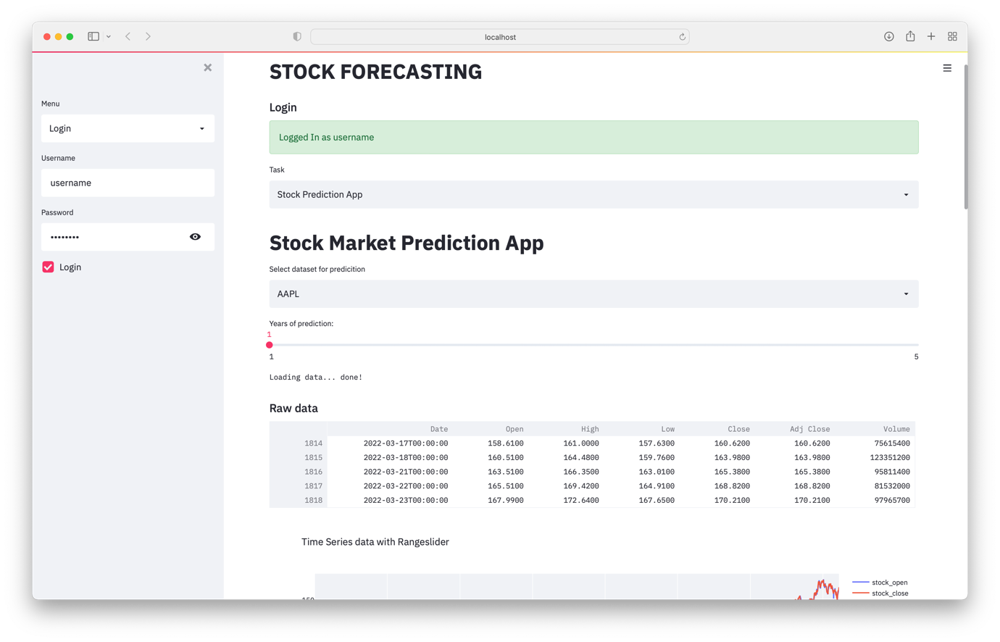 localhost
STOCK FORECASTING
Menu
Login
Username
username
Password
••••••••
Login
Login
Logged In as username
Task
Stock Prediction App
Stock Market Prediction App
Select dataset for predicition
AAPL
Years of prediction:
1
1 5
Loading data... done!
Raw data
Date Open High Low Close Adj Close Volume
1814 2022-03-17T00:00:00 158.6100 161.0000 157.6300 160.6200 160.6200 75615400
1815 2022-03-18T00:00:00 160.5100 164.4800 159.7600 163.9800 163.9800 123351200
1816 2022-03-21T00:00:00 163.5100 166.3500 163.0100 165.3800 165.3800 95811400
1817 2022-03-22T00:00:00 165.5100 169.4200 164.9100 168.8200 168.8200 81532000
1818 2022-03-23T00:00:00 167.9900 172.6400 167.6500 170.2100 170.2100 97965700
Time Series data with Rangeslider
stock_open
stock_close